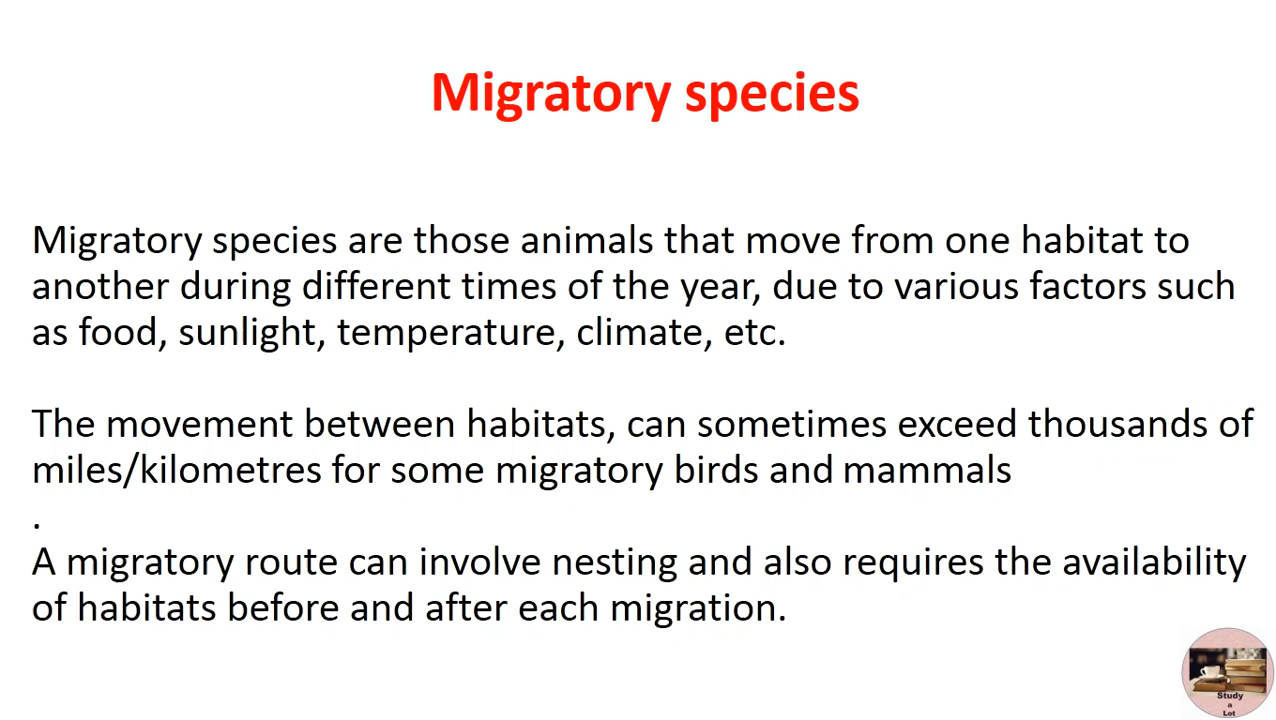 Migratory species
Migratory species are those animals that move from one habitat to
another during different times of the year, due to various factors such
as food, sunlight, temperature, climate, etc.
The movement between habitats, can sometimes exceed thousands of
miles/kilometres for some migratory birds and mammals
.
A migratory route can involve nesting and also requires the availability
of habitats before and after each migration.
Study
a
Lot